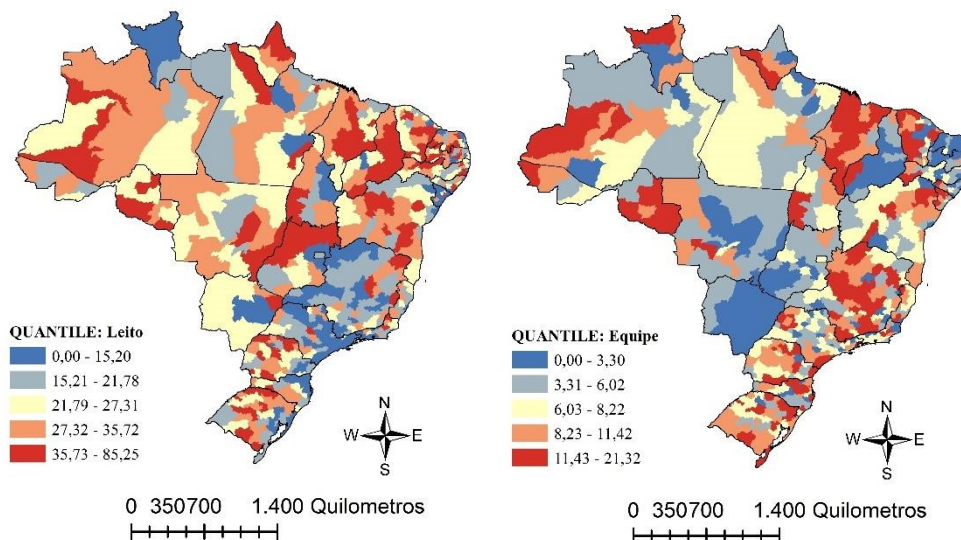 QUANTILE: Leito
0,00 - 15,20
15,21 - 21,78
21,79 - 27,31
27,32 - 35,72
35,73 - 85,25
N
W E
S
0 350700 1.400 Quilometros
QUANTILE: Equipe
0,00 - 3,30
3,31 - 6,02
6,03 - 8,22
8,23 - 11,42
11,43 - 21,32
N
W E
S
0 350700 1.400 Quilometros